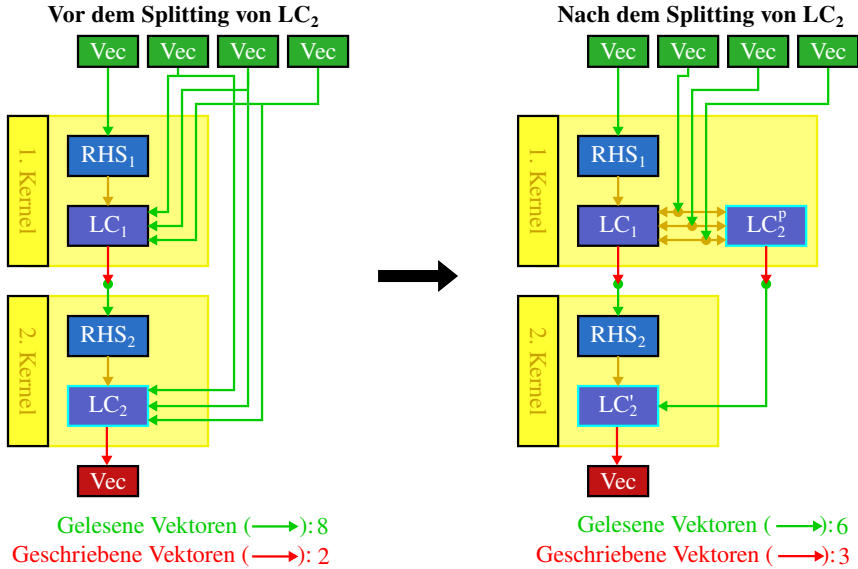 Vor dem Splitting von LC₂
Vec Vec Vec Vec
1. Kernel
RHS₁
LC₁
2. Kernel
RHS₂
LC₂
Vec
Gelesene Vektoren (⟶): 8
Geschriebene Vektoren (⟶): 2
Nach dem Splitting von LC₂
Vec Vec Vec Vec
1. Kernel
RHS₁
LC₁ LC₂ᵖ
2. Kernel
RHS₂
LC₂'
Vec
Gelesene Vektoren (⟶): 6
Geschriebene Vektoren (⟶): 3